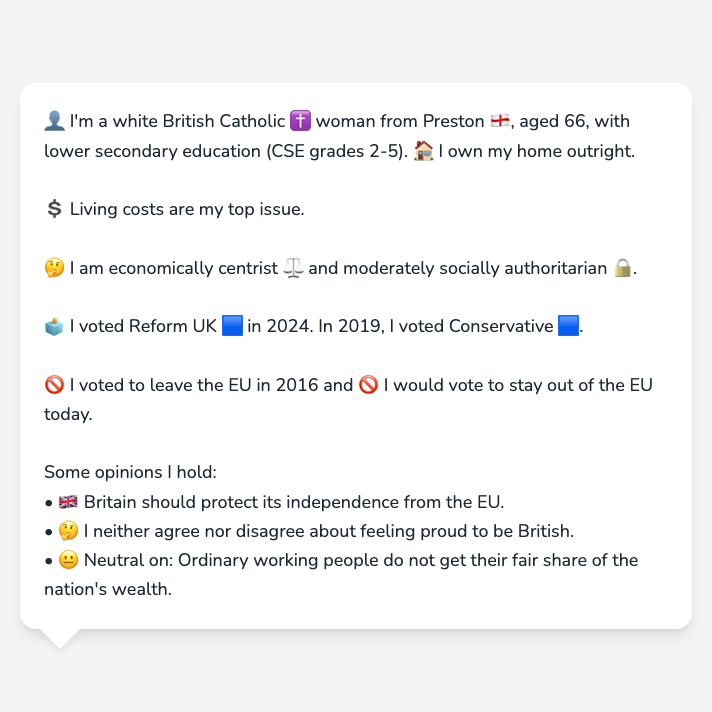 👤 I'm a white British Catholic ✝️ woman from Preston 🏴󠁧󠁢󠁥󠁮󠁧󠁿, aged 66, with
lower secondary education (CSE grades 2-5). 🏠 I own my home outright.
💲 Living costs are my top issue.
🤔 I am economically centrist ⚖️ and moderately socially authoritarian 🔒.
🗳️ I voted Reform UK 🟦 in 2024. In 2019, I voted Conservative 🟦.
🚫 I voted to leave the EU in 2016 and 🚫 I would vote to stay out of the EU
today.
Some opinions I hold:
• 🇬🇧 Britain should protect its independence from the EU.
• 🤔 I neither agree nor disagree about feeling proud to be British.
• 😐 Neutral on: Ordinary working people do not get their fair share of the
nation's wealth.